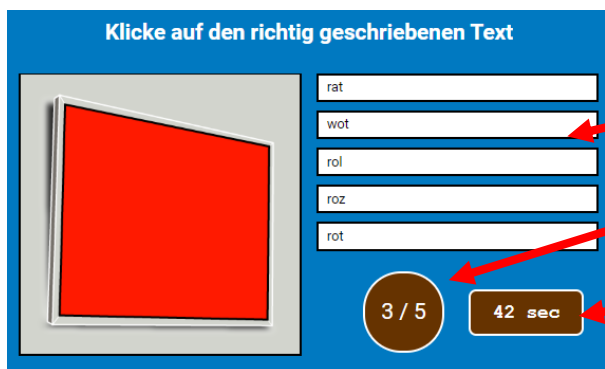 Klicke auf den richtig geschriebenen Text
rat
wot
rol
roz
rot
3 / 5
42 sec